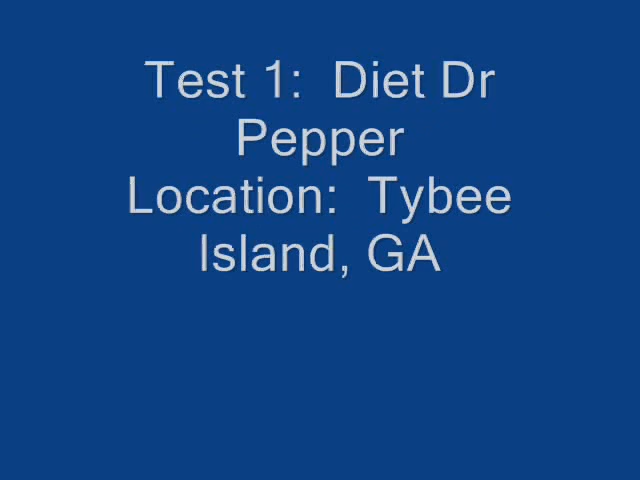 Test 1:  Diet Dr
Pepper
Location:  Tybee
Island, GA